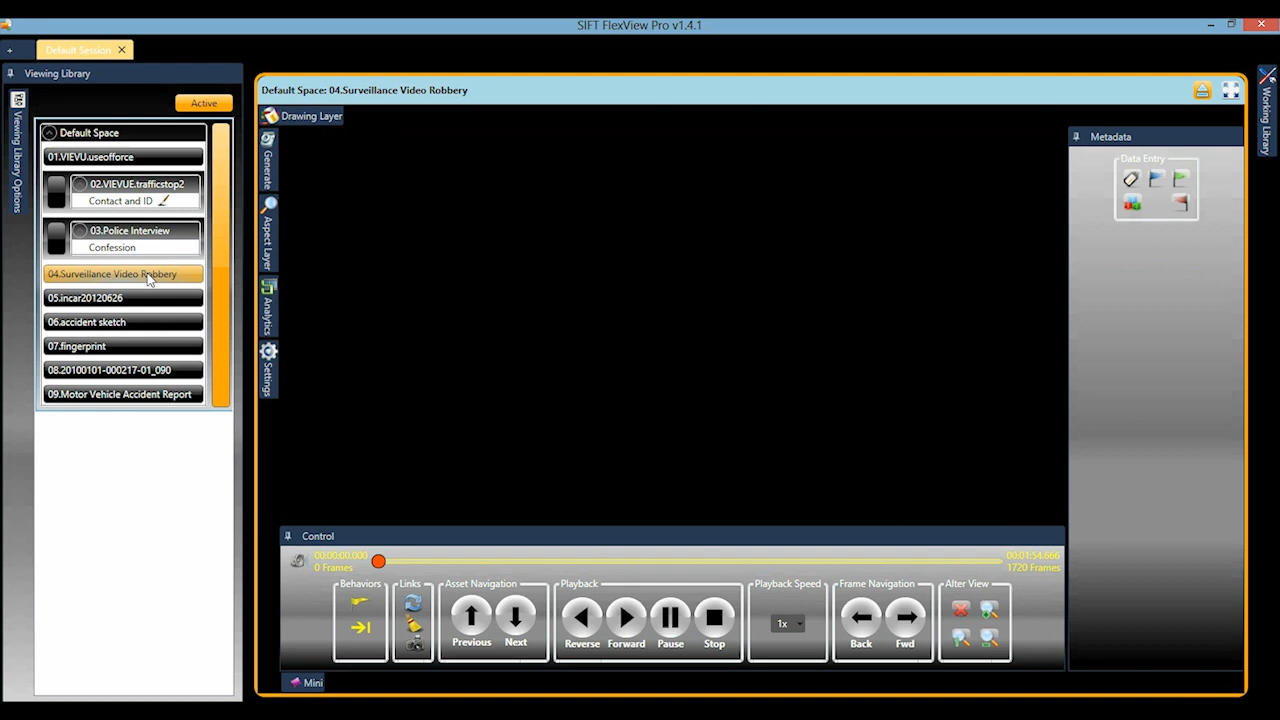 SIFT FlexView Pro v1.4.1
+
Default Session
Viewing Library
Viewing Library Options
Active
Default Space
01.VIEVU.useofforce
02.VIEVUE.trafficstop2
Contact and ID
03.Police Interview
Confession
04.Surveillance Video Robbery
05.incar20120626
06.accident sketch
07.fingerprint
08.20100101-000217-01_090
09.Motor Vehicle Accident Report
Default Space: 04.Surveillance Video Robbery
Drawing Layer
Generate
Aspect Layer
Analytics
Settings
Metadata
Data Entry
Working Library
Control
00:00:00.000
0 Frames
00:01:54.666
1720 Frames
Behaviors
Links
Asset Navigation
Previous
Next
Playback
Reverse
Forward
Pause
Stop
Playback Speed
1x
Frame Navigation
Back
Fwd
Alter View
Mini